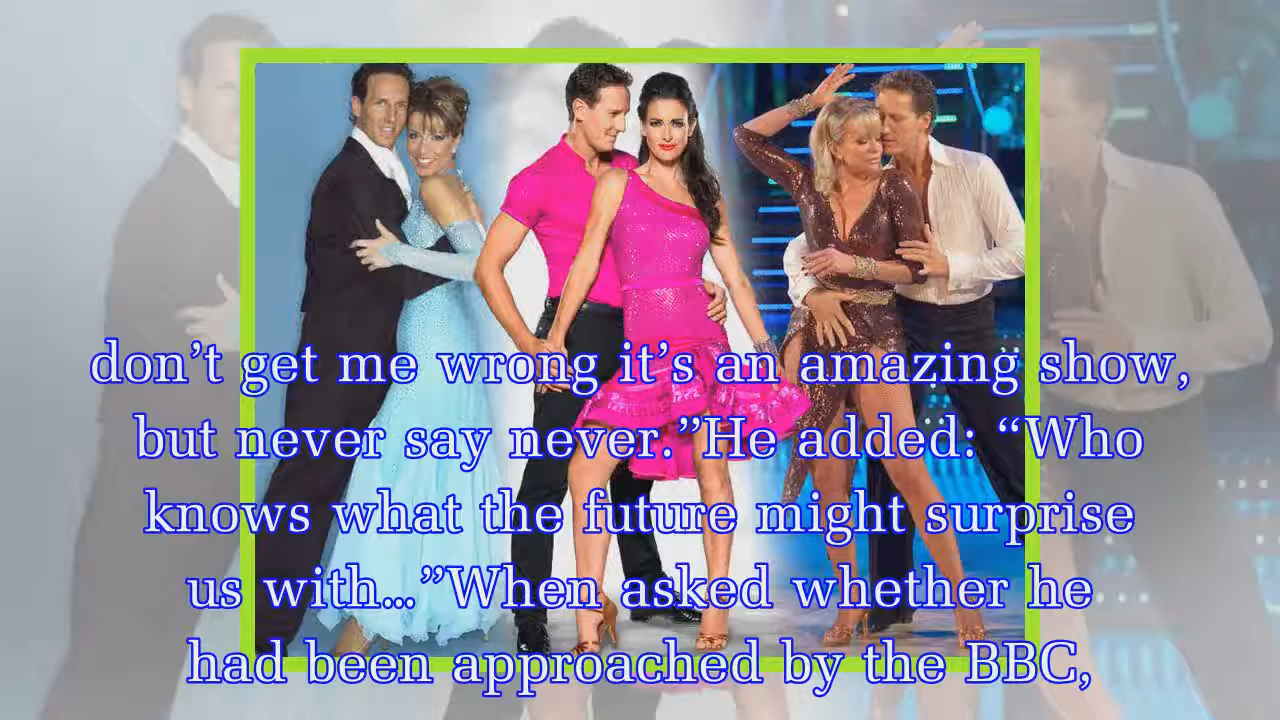 don’t get me wrong it’s an amazing show,
but never say never.”He added: “Who
knows what the future might surprise
us with…”When asked whether he
had been approached by the BBC,